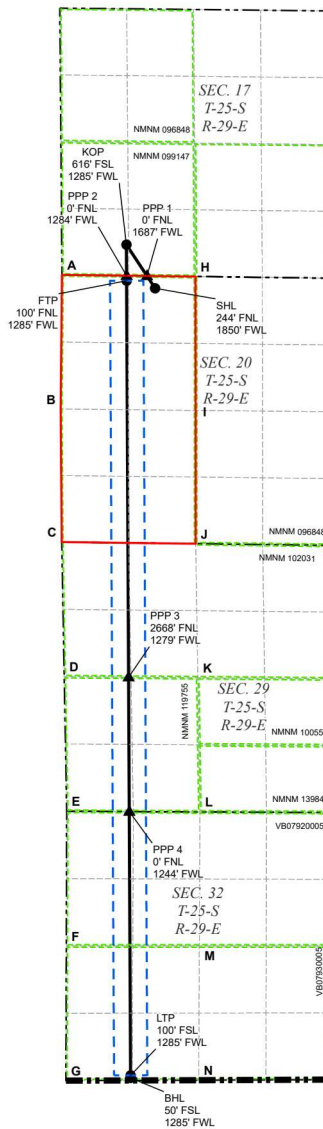 SEC. 17
T-25-S
R-29-E
NMNM 096848
NMNM 099147
KOP
616' FSL
1285' FWL
PPP 2
0' FNL
1284' FWL
PPP 1
0' FNL
1687' FWL
A
H
FTP
100' FNL
1285' FWL
SHL
244' FNL
1850' FWL
SEC. 20
T-25-S
R-29-E
B
I
C
J
NMNM 096848
NMNM 102031
PPP 3
2668' FNL
1279' FWL
D
K
NMNM 119755
SEC. 29
T-25-S
R-29-E
NMNM 10055
E
L
NMNM 13984
VB07920005
PPP 4
0' FNL
1244' FWL
SEC. 32
T-25-S
R-29-E
F
M
VB07930005
LTP
100' FSL
1285' FWL
G
N
BHL
50' FSL
1285' FWL